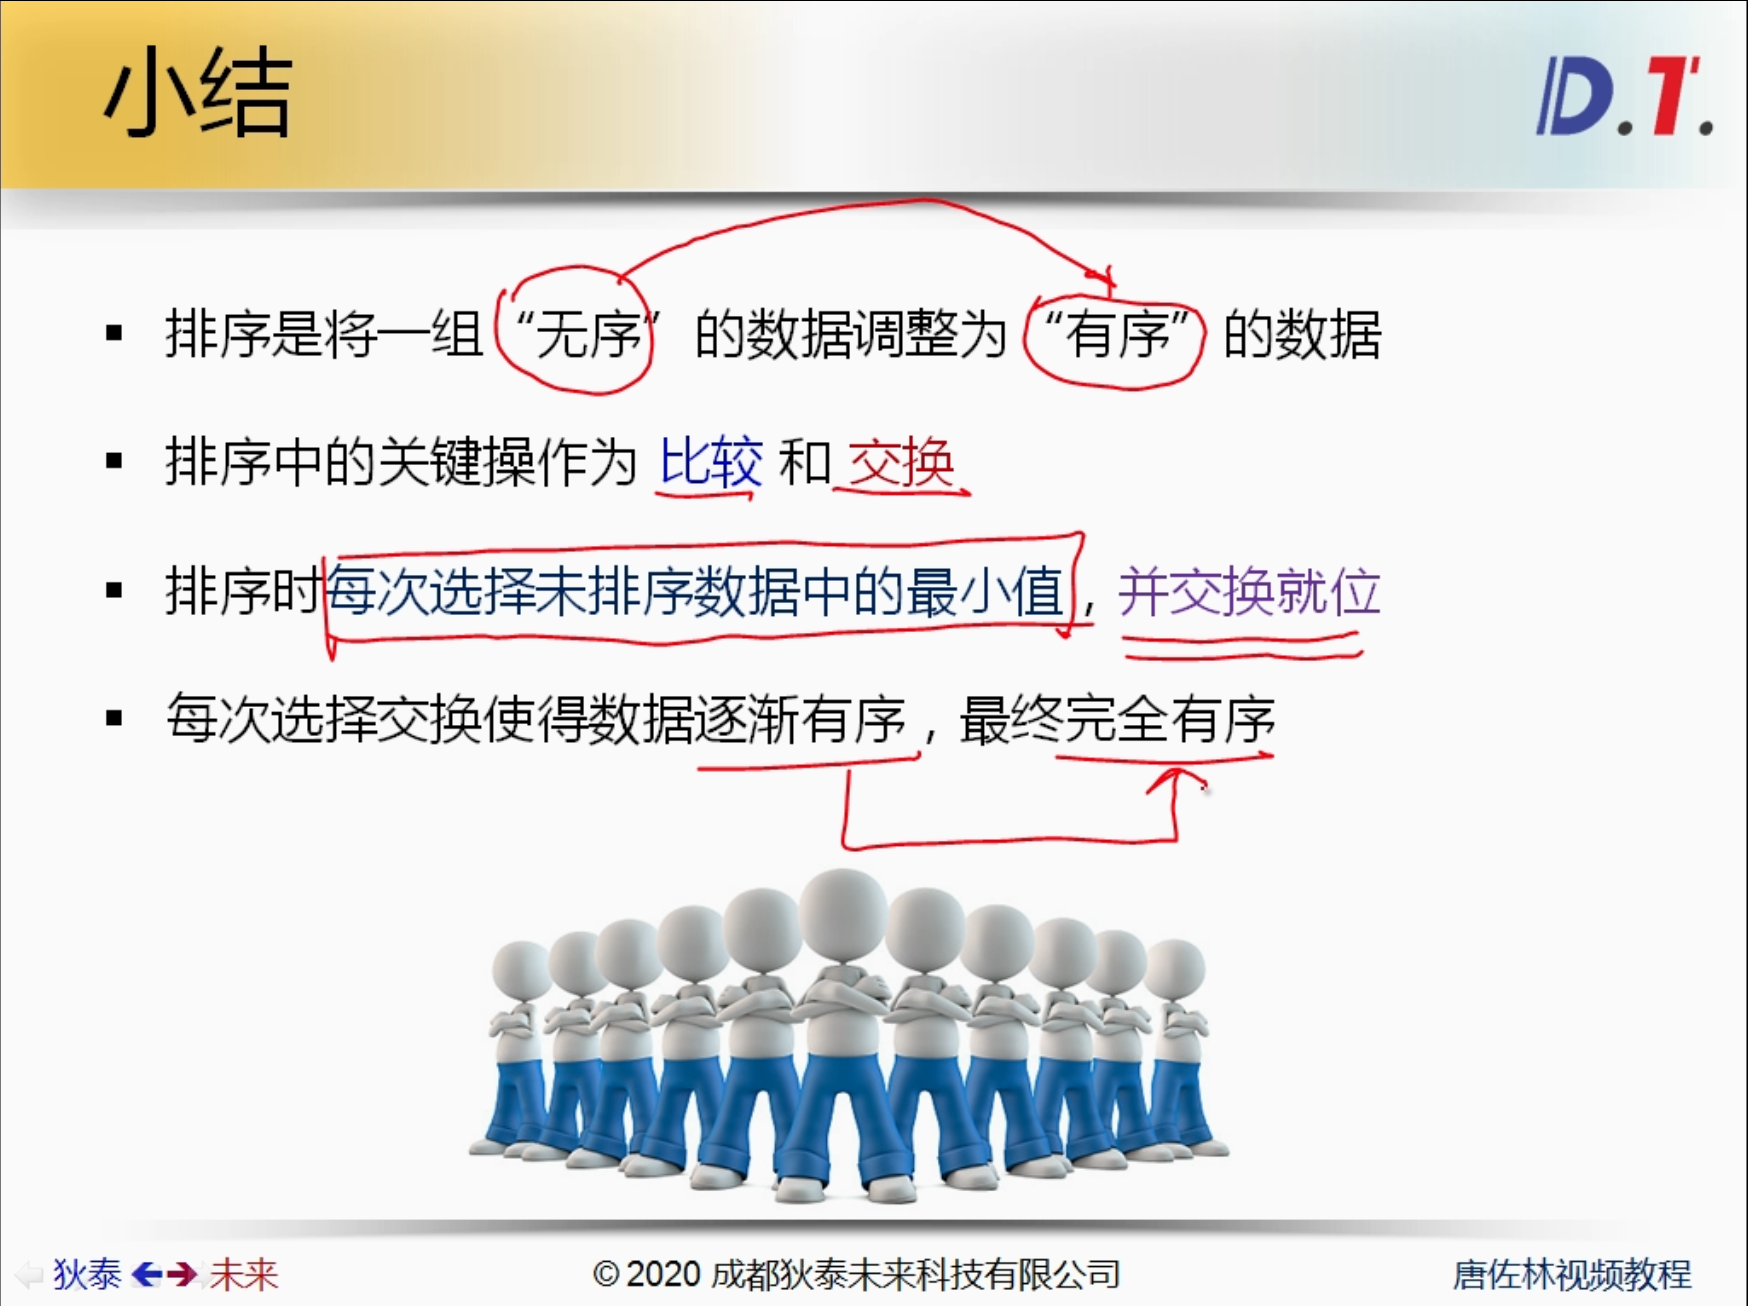 小结
D.T.
▪ 排序是将一组“无序”的数据调整为“有序”的数据
▪ 排序中的关键操作为 比较 和 交换
▪ 排序时每次选择未排序数据中的最小值，并交换就位
▪ 每次选择交换使得数据逐渐有序，最终完全有序
狄泰 未来
©2020 成都狄泰未来科技有限公司
唐佐林视频教程